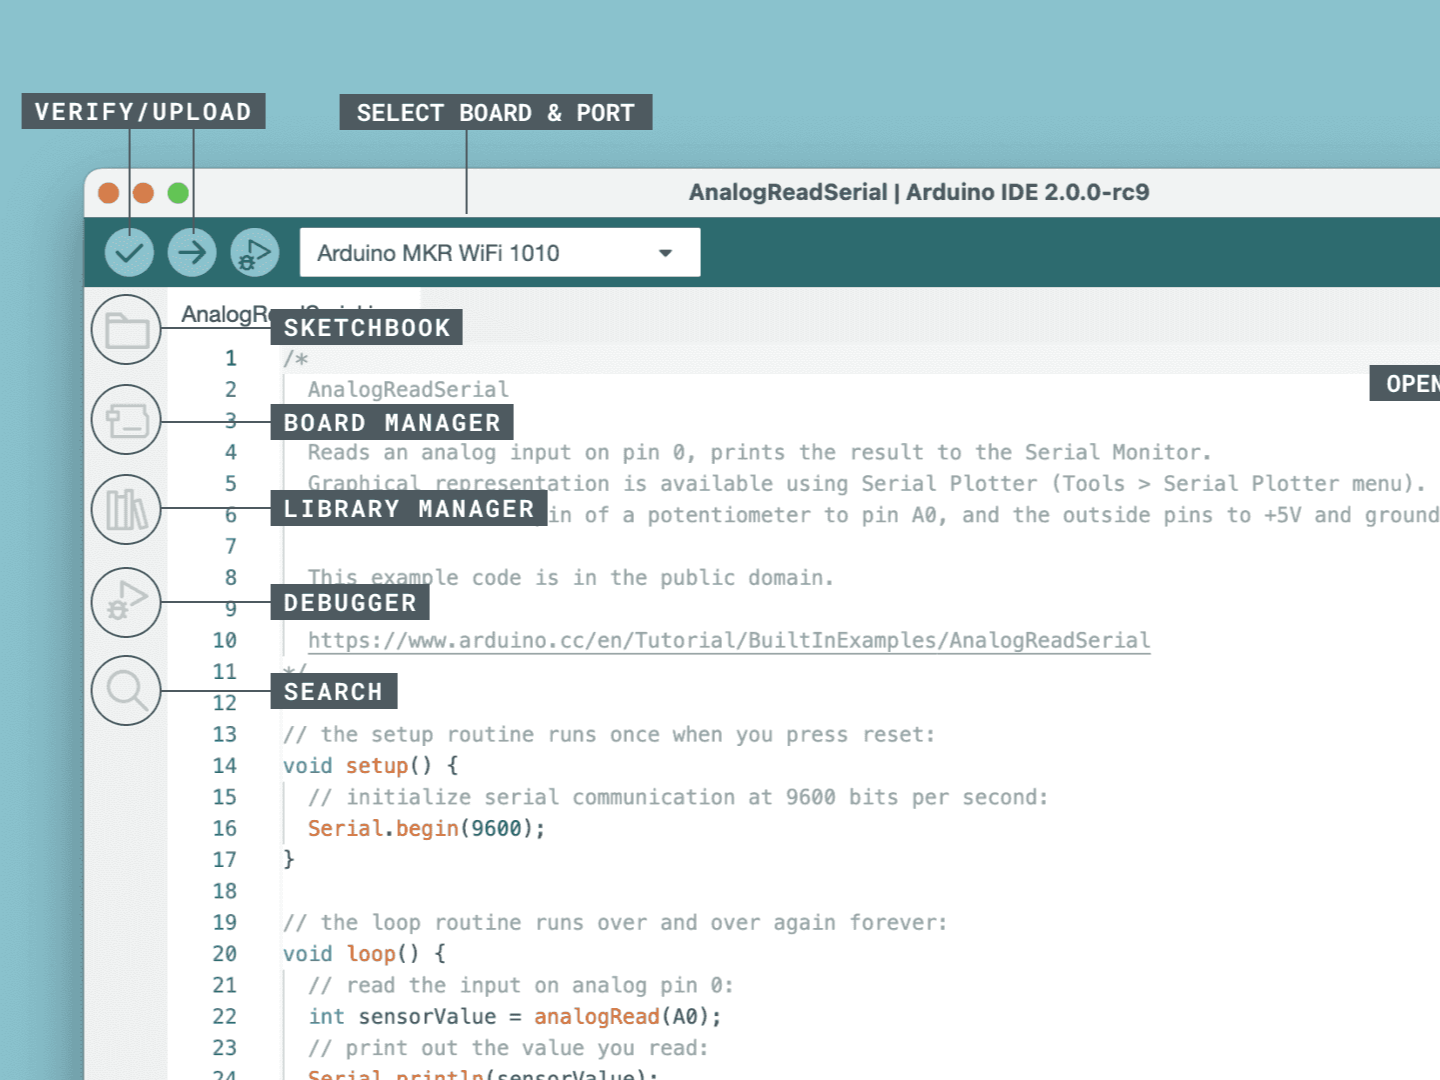 VERIFY/UPLOAD
SELECT BOARD & PORT
AnalogReadSerial | Arduino IDE 2.0.0-rc9
Arduino MKR WiFi 1010
SKETCHBOOK
1 /*
2 AnalogReadSerial
OPEN
3
BOARD MANAGER
4 Reads an analog input on pin 0, prints the result to the Serial Monitor.
5 Graphical representation is available using Serial Plotter (Tools > Serial Plotter menu).
LIBRARY MANAGER
6 of a potentiometer to pin A0, and the outside pins to +5V and ground
7
8 This example code is in the public domain.
DEBUGGER
9
10 https://www.arduino.cc/en/Tutorial/BuiltInExamples/AnalogReadSerial
11 */
SEARCH
12
13 // the setup routine runs once when you press reset:
14 void setup() {
15 // initialize serial communication at 9600 bits per second:
16 Serial.begin(9600);
17 }
18
19 // the loop routine runs over and over again forever:
20 void loop() {
21 // read the input on analog pin 0:
22 int sensorValue = analogRead(A0);
23 // print out the value you read:
24 Serial.println(sensorValue);